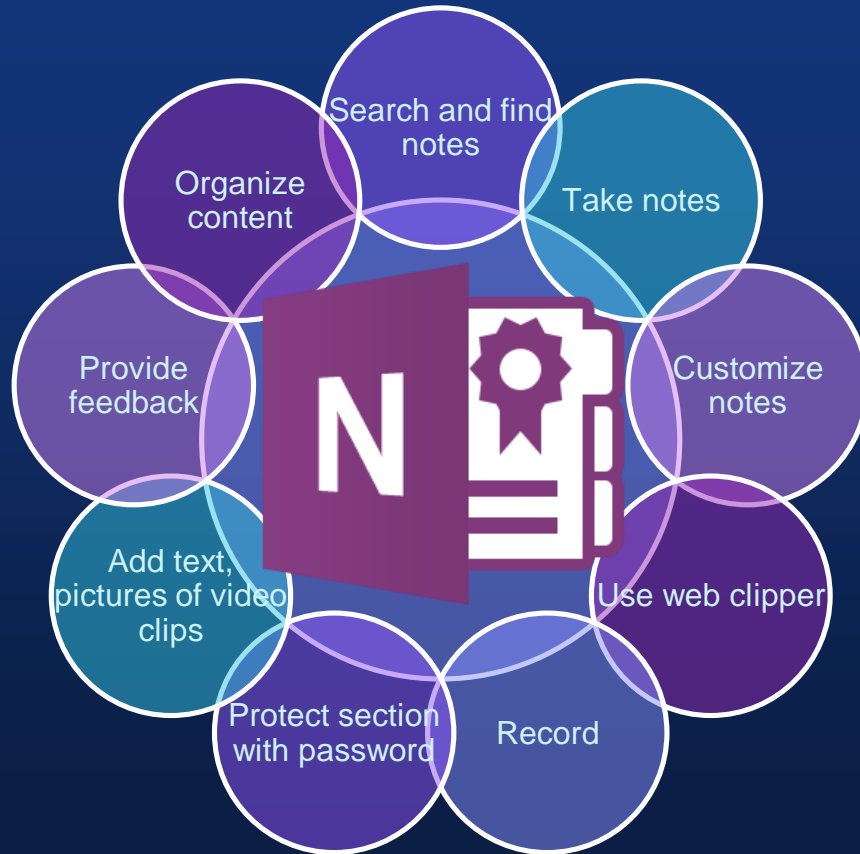 Search and find
notes
Take notes
Customize
notes
Use web clipper
Record
Protect section
with password
Add text,
pictures of video
clips
Provide
feedback
Organize
content
N